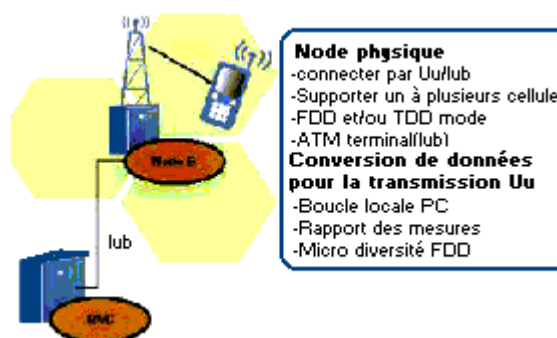 Node physique
-connecter par Uu/Iub
-Supporter un à plusieurs cellule
-FDD et/ou TDD mode
-ATM terminal(Iub)
Conversion de données
pour la transmission Uu
-Boucle locale PC
-Rapport des mesures
-Micro diversité FDD
Node B
Iub
RNC